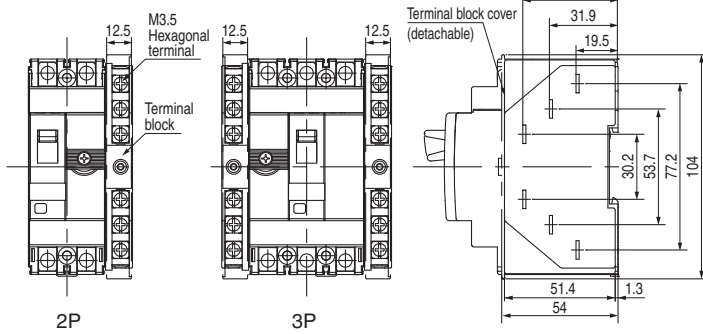 12.5
M3.5
Hexagonal
terminal
Terminal
block
2P
12.5
12.5
3P
Terminal block cover
(detachable)
31.9
19.5
30.2
53.7
77.2
104
51.4
1.3
54